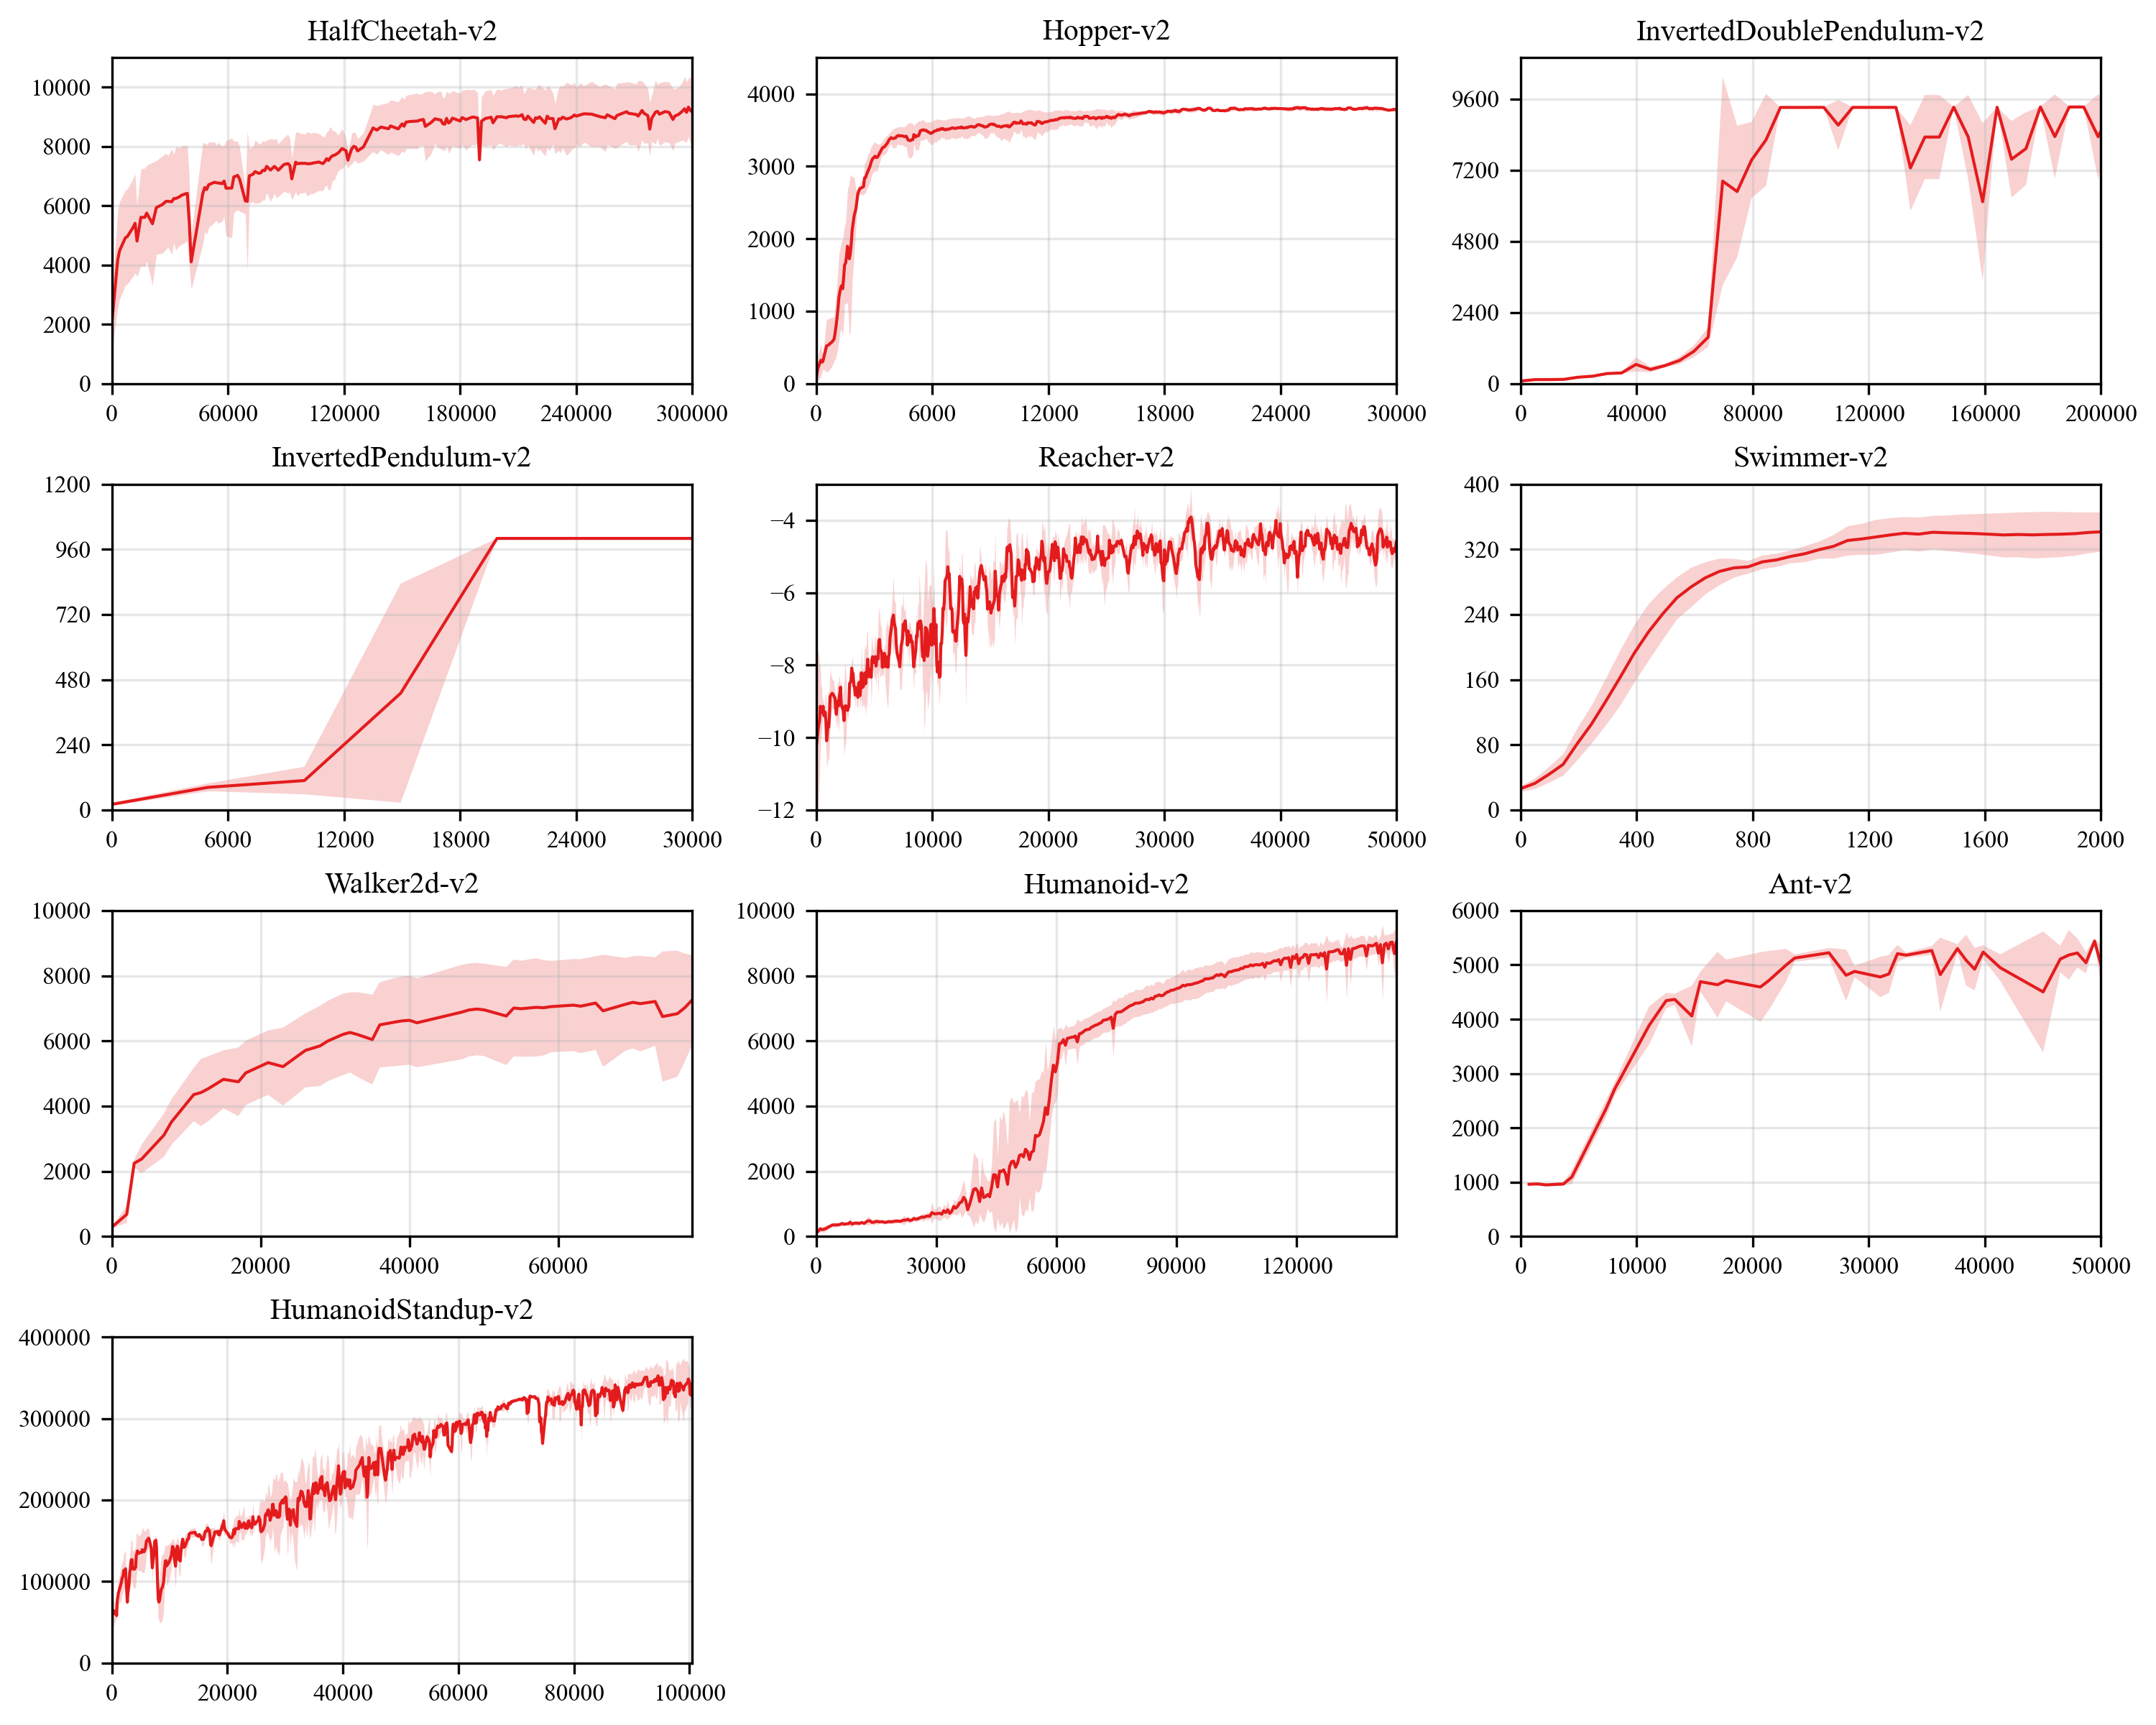 HalfCheetah-v2
10000
8000
6000
4000
2000
0
0 60000 120000 180000 240000 300000
Hopper-v2
4000
3000
2000
1000
0
0 6000 12000 18000 24000 30000
InvertedDoublePendulum-v2
9600
7200
4800
2400
0
0 40000 80000 120000 160000 200000
InvertedPendulum-v2
1200
960
720
480
240
0
0 6000 12000 18000 24000 30000
Reacher-v2
−4
−6
−8
−10
−12
0 10000 20000 30000 40000 50000
Swimmer-v2
400
320
240
160
80
0
0 400 800 1200 1600 2000
Walker2d-v2
10000
8000
6000
4000
2000
0
0 20000 40000 60000
Humanoid-v2
10000
8000
6000
4000
2000
0
0 30000 60000 90000 120000
Ant-v2
6000
5000
4000
3000
2000
1000
0
0 10000 20000 30000 40000 50000
HumanoidStandup-v2
400000
300000
200000
100000
0
0 20000 40000 60000 80000 100000